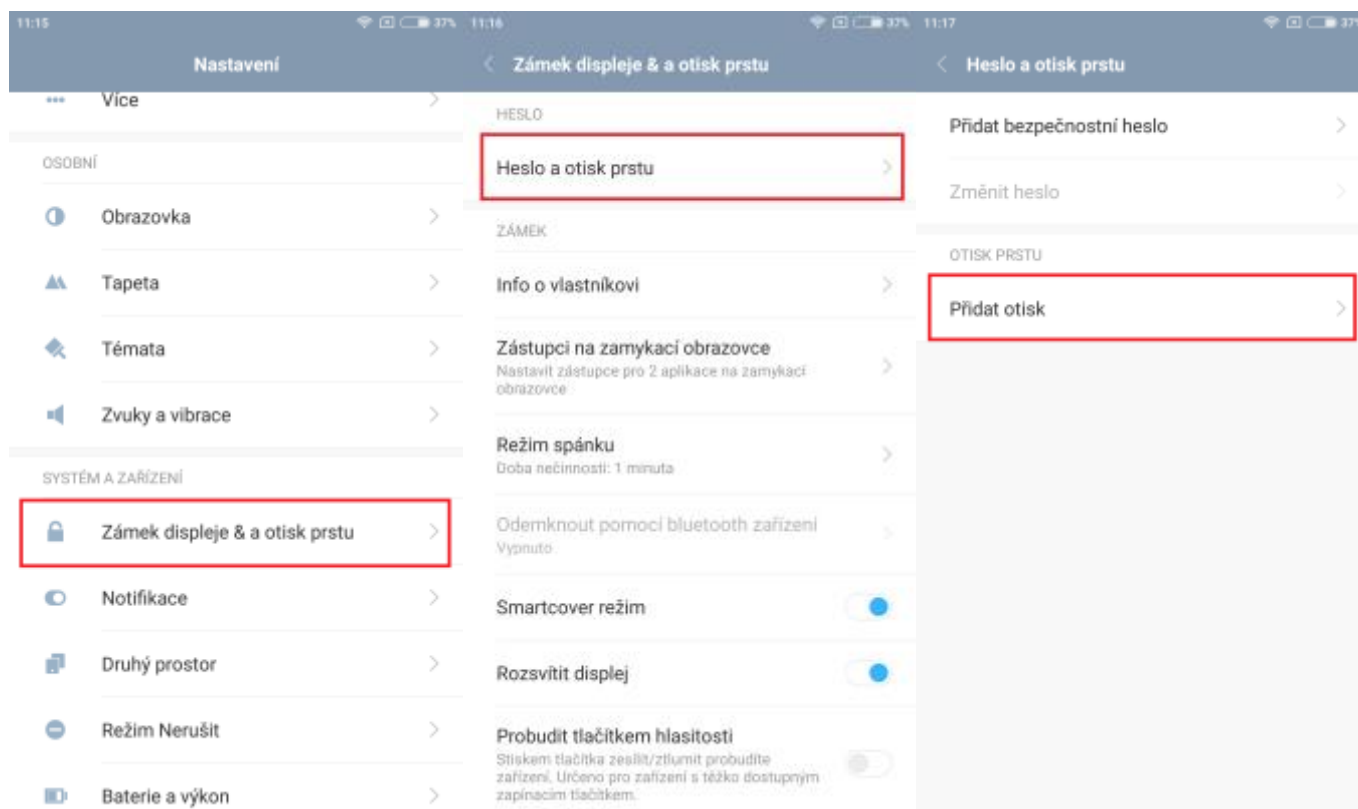 11:15
37%
Nastavení
Více
OSOBNÍ
Obrazovka
Tapeta
Témata
Zvuky a vibrace
SYSTÉM A ZAŘÍZENÍ
Zámek displeje & a otisk prstu
Notifikace
Druhý prostor
Režim Nerušit
Baterie a výkon
11:16
37%
Zámek displeje & a otisk prstu
HESLO
Heslo a otisk prstu
ZÁMEK
Info o vlastníkovi
Zástupci na zamykací obrazovce
Nastavit zástupce pro 2 aplikace na zamykací
obrazovce
Režim spánku
Doba nečinnosti: 1 minuta
Odemknout pomocí bluetooth zařízení
Vypnuto
Smartcover režim
Rozsvítit displej
Probudit tlačítkem hlasitosti
Stiskem tlačítka zesílit/ztlumit probudíte
zařízení. Určeno pro zařízení s těžko dostupným
zapínacím tlačítkem.
11:17
37%
Heslo a otisk prstu
Přidat bezpečnostní heslo
Změnit heslo
OTISK PRSTU
Přidat otisk